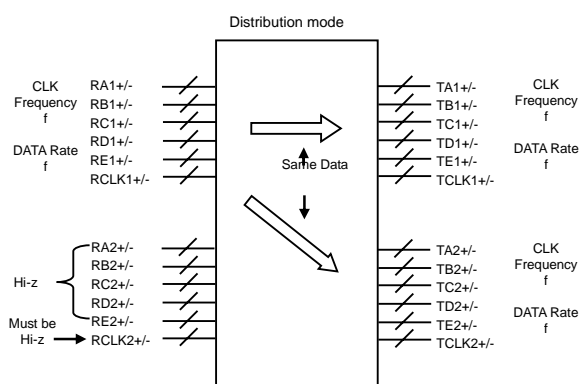 Distribution mode
CLK
Frequency
f
DATA Rate
f
RA1+/-
RB1+/-
RC1+/-
RD1+/-
RE1+/-
RCLK1+/-
Same Data
TA1+/-
TB1+/-
TC1+/-
TD1+/-
TE1+/-
TCLK1+/-
CLK
Frequency
f
DATA Rate
f
Hi-z
Must be
Hi-z
RA2+/-
RB2+/-
RC2+/-
RD2+/-
RE2+/-
RCLK2+/-
TA2+/-
TB2+/-
TC2+/-
TD2+/-
TE2+/-
TCLK2+/-
CLK
Frequency
f
DATA Rate
f